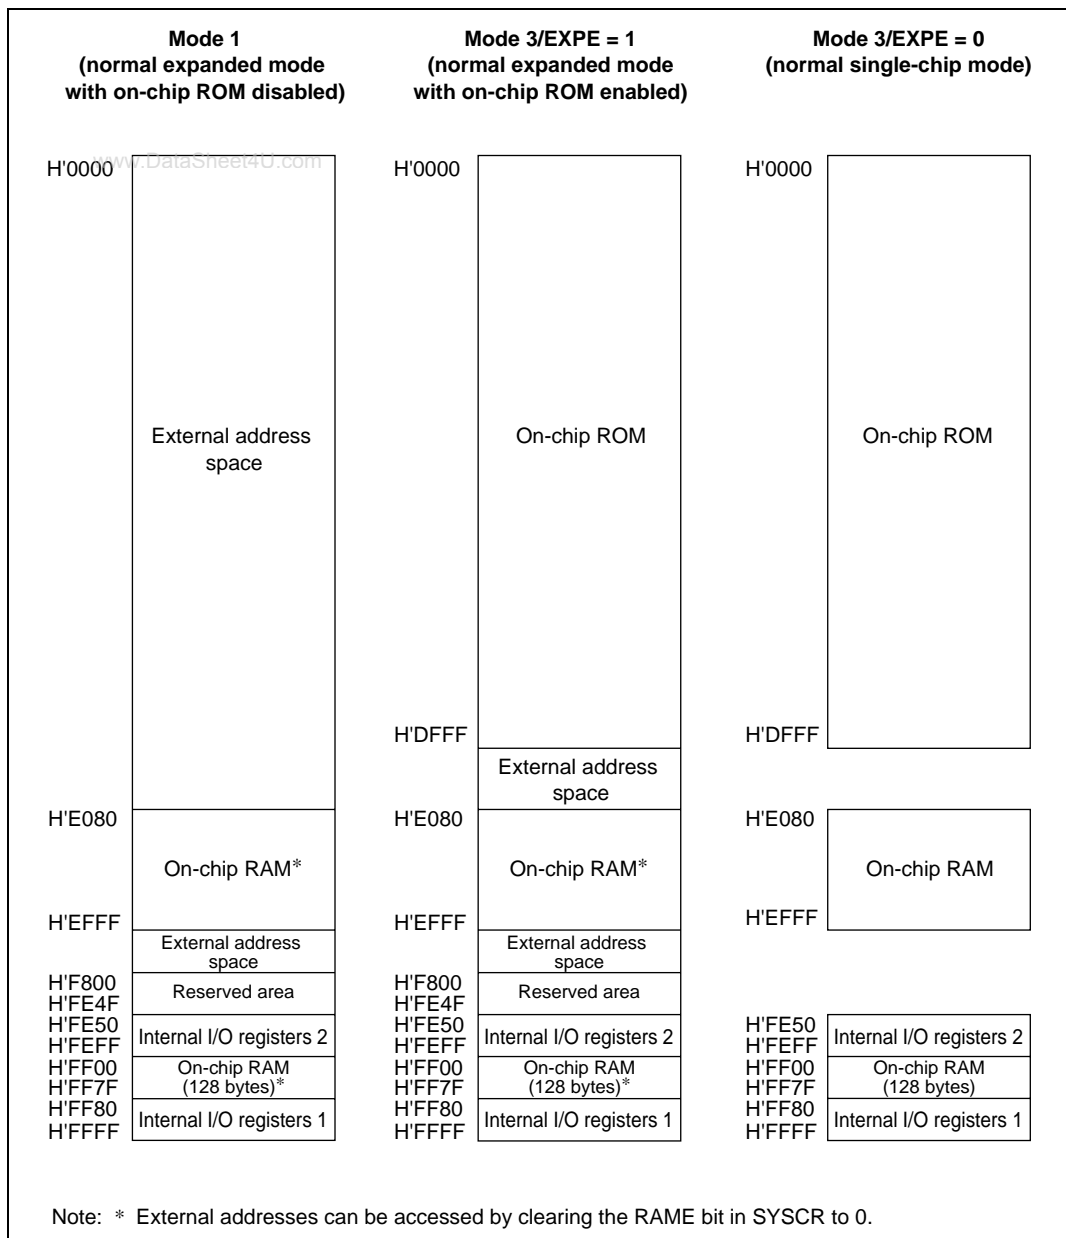 Mode 1
(normal expanded mode
with on-chip ROM disabled)
Mode 3/EXPE = 1
(normal expanded mode
with on-chip ROM enabled)
Mode 3/EXPE = 0
(normal single-chip mode)
www.DataSheet4U.com
H'0000
External address
space
H'E080
On-chip RAM*
H'EFFF
External address
space
H'F800
Reserved area
H'FE4F
H'FE50
Internal I/O registers 2
H'FEFF
H'FF00
On-chip RAM
(128 bytes)*
H'FF7F
H'FF80
Internal I/O registers 1
H'FFFF
H'0000
On-chip ROM
H'DFFF
External address
space
H'E080
On-chip RAM*
H'EFFF
External address
space
H'F800
Reserved area
H'FE4F
H'FE50
Internal I/O registers 2
H'FEFF
H'FF00
On-chip RAM
(128 bytes)*
H'FF7F
H'FF80
Internal I/O registers 1
H'FFFF
H'0000
On-chip ROM
H'DFFF
H'E080
On-chip RAM
H'EFFF
H'FE50
Internal I/O registers 2
H'FEFF
H'FF00
On-chip RAM
(128 bytes)
H'FF7F
H'FF80
Internal I/O registers 1
H'FFFF
Note: * External addresses can be accessed by clearing the RAME bit in SYSCR to 0.